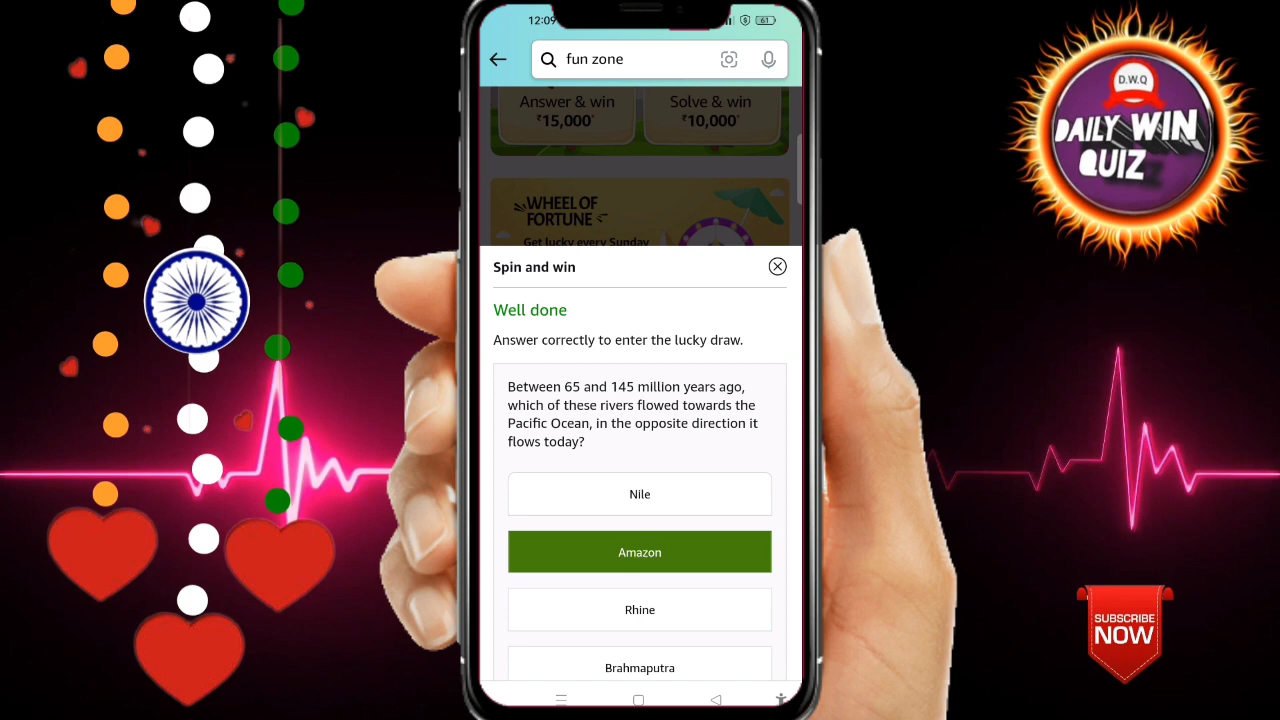 12:09
61
fun zone
Answer & win
₹15,000*
Solve & win
₹10,000*
WHEEL OF
FORTUNE
Get lucky every Sunday
Spin and win
Well done
Answer correctly to enter the lucky draw.
Between 65 and 145 million years ago,
which of these rivers flowed towards the
Pacific Ocean, in the opposite direction it
flows today?
Nile
Amazon
Rhine
Brahmaputra
D.W.Q
DAILY WIN
QUIZ
SUBSCRIBE
NOW